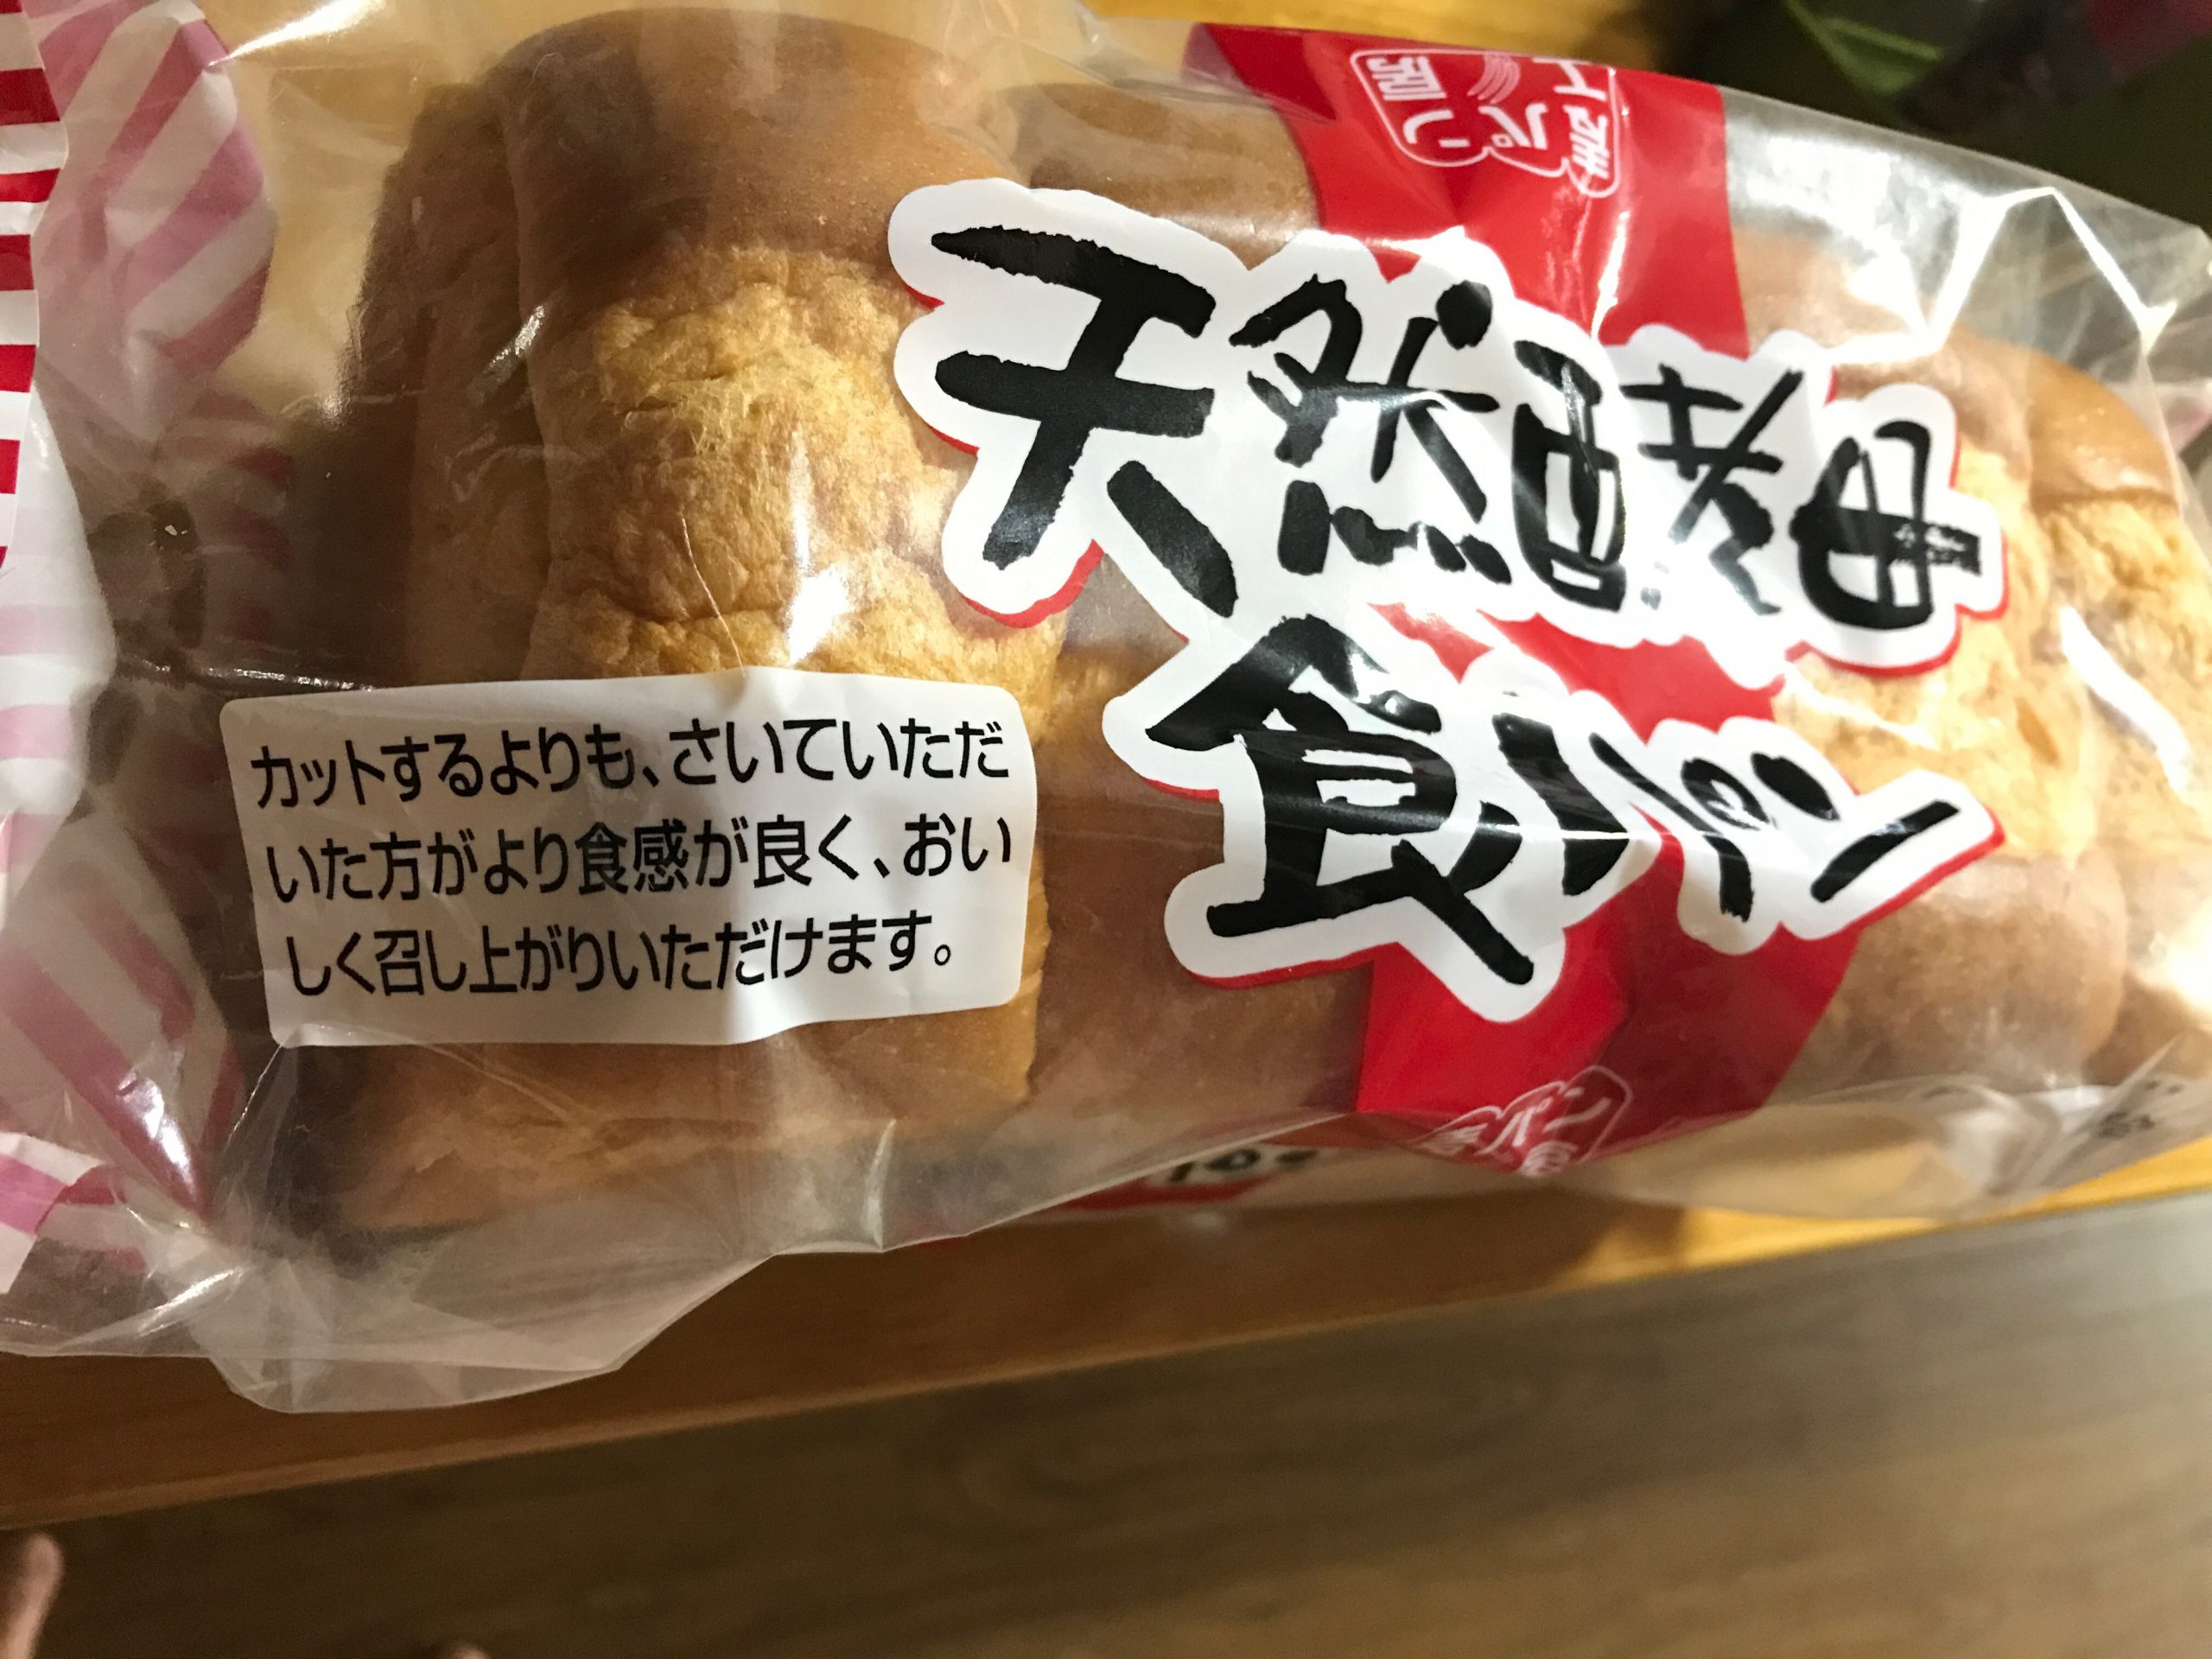 天然酵母
食パン
カットするよりも、さいていただ
いた方がより食感が良く、おい
しく召し上がりいただけます。